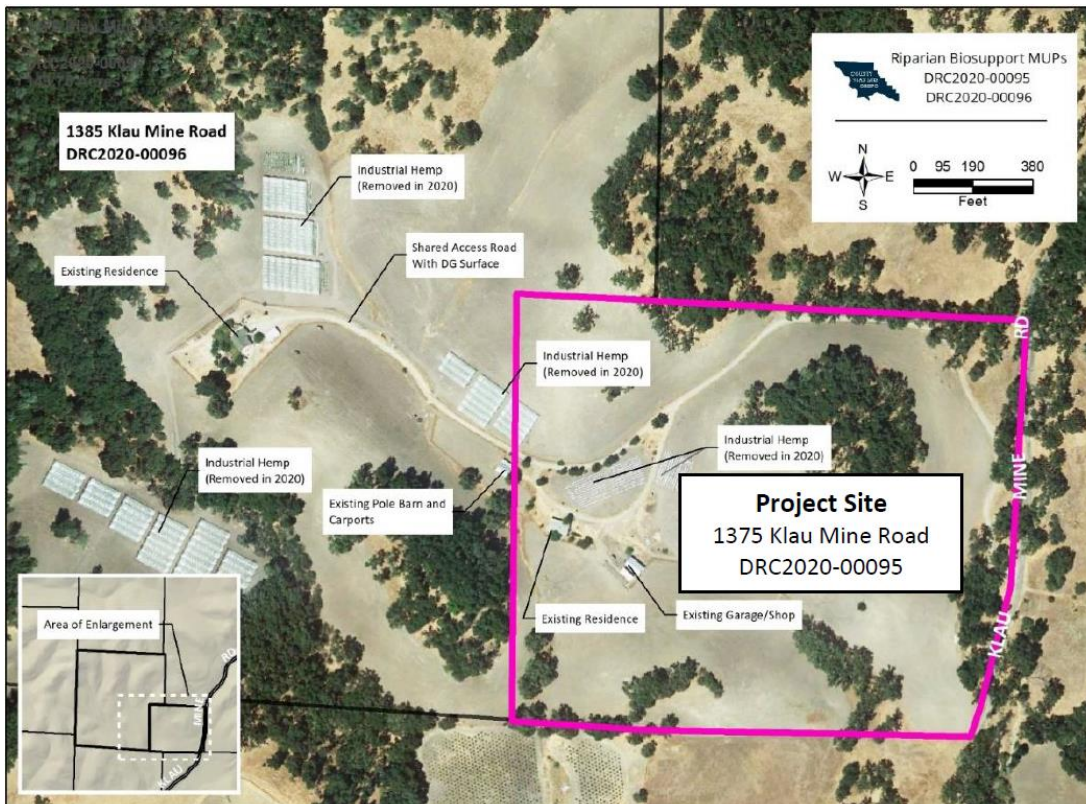 1385 Klau Mine Road
DRC2020-00096
Riparian Biosupport MUPs
DRC2020-00095
DRC2020-00096
N
W E
S
0 95 190 380
Feet
Industrial Hemp
(Removed in 2020)
Shared Access Road
With DG Surface
Existing Residence
Industrial Hemp
(Removed in 2020)
Industrial Hemp
(Removed in 2020)
Industrial Hemp
(Removed in 2020)
Existing Pole Barn and
Carports
Project Site
1375 Klau Mine Road
DRC2020-00095
Existing Residence
Existing Garage/Shop
KLAU MINE RD
Area of Enlargement
KLAU MINE RD